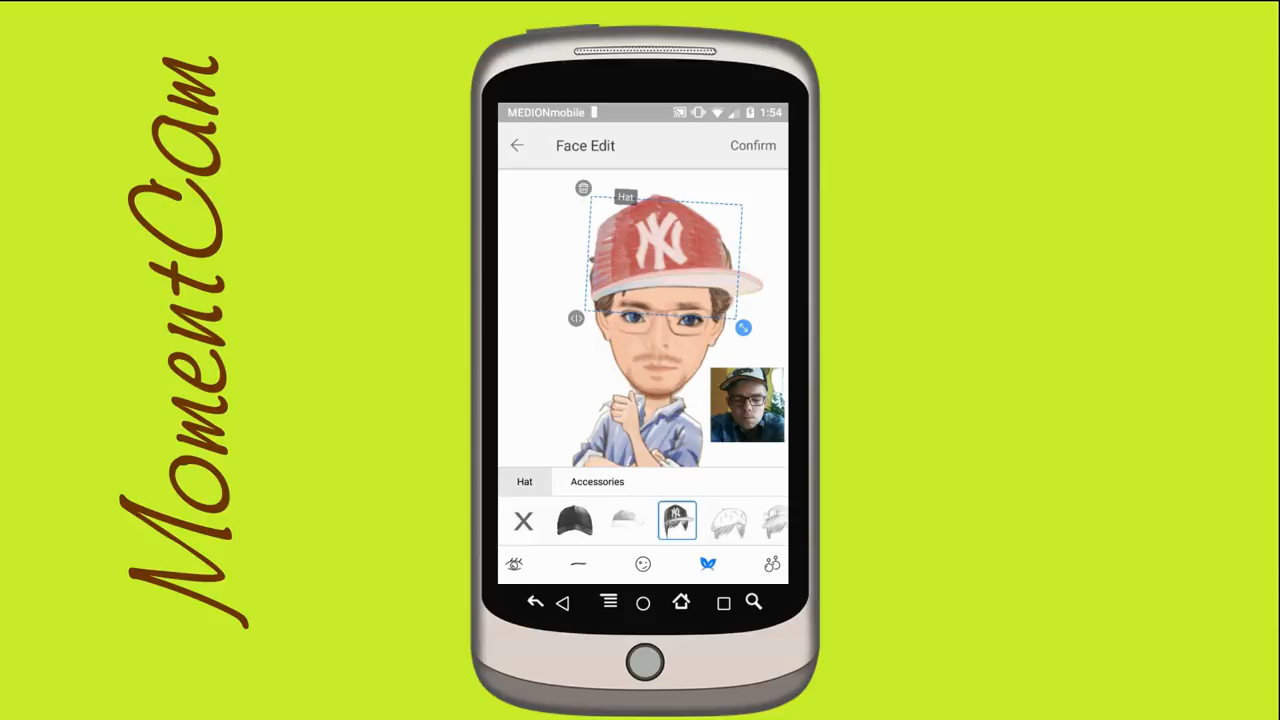 MomentCam
MEDIONmobile 1:54
Face Edit Confirm
Hat
NY
Hat Accessories